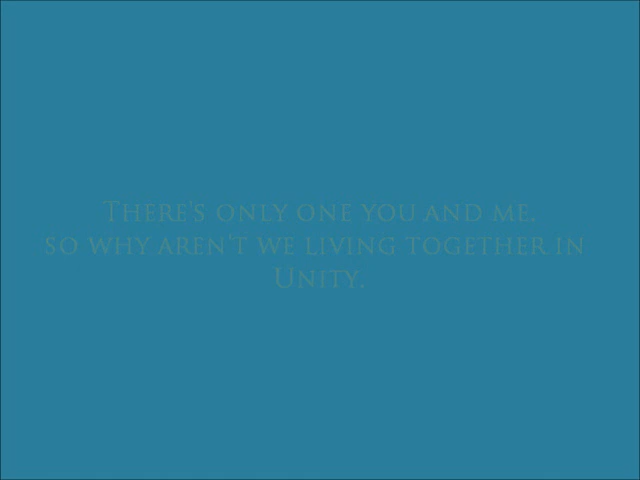 There's only one you and me,
so why aren't we living together in
Unity.